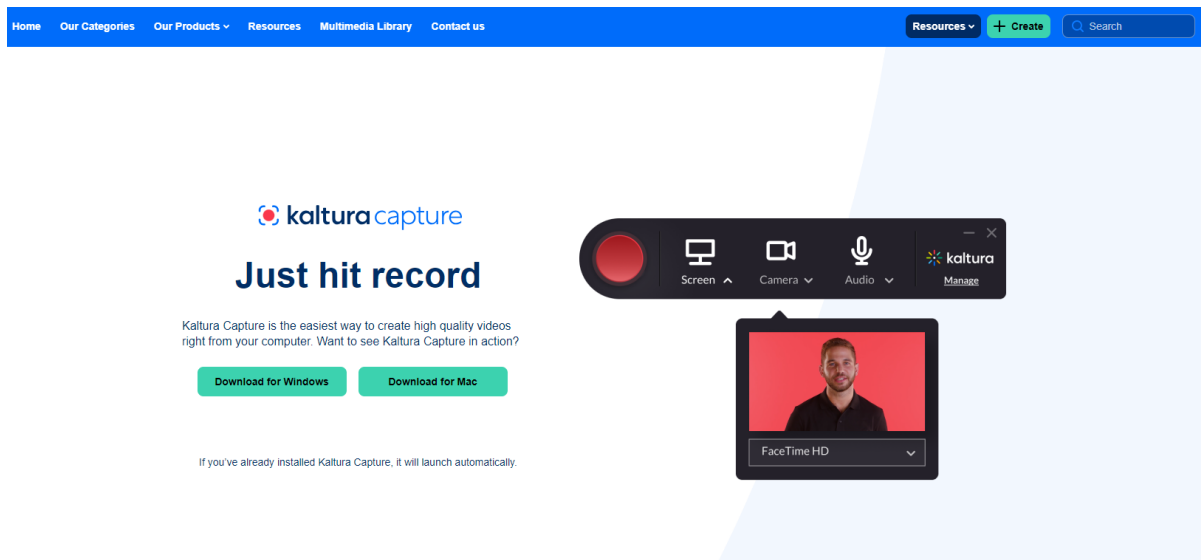 Home Our Categories Our Products Resources Multimedia Library Contact us Resources + Create Search
kaltura capture
Just hit record
Kaltura Capture is the easiest way to create high quality videos
right from your computer. Want to see Kaltura Capture in action?
Download for Windows Download for Mac
If you've already installed Kaltura Capture, it will launch automatically.
Screen Camera Audio
kaltura
Manage
FaceTime HD